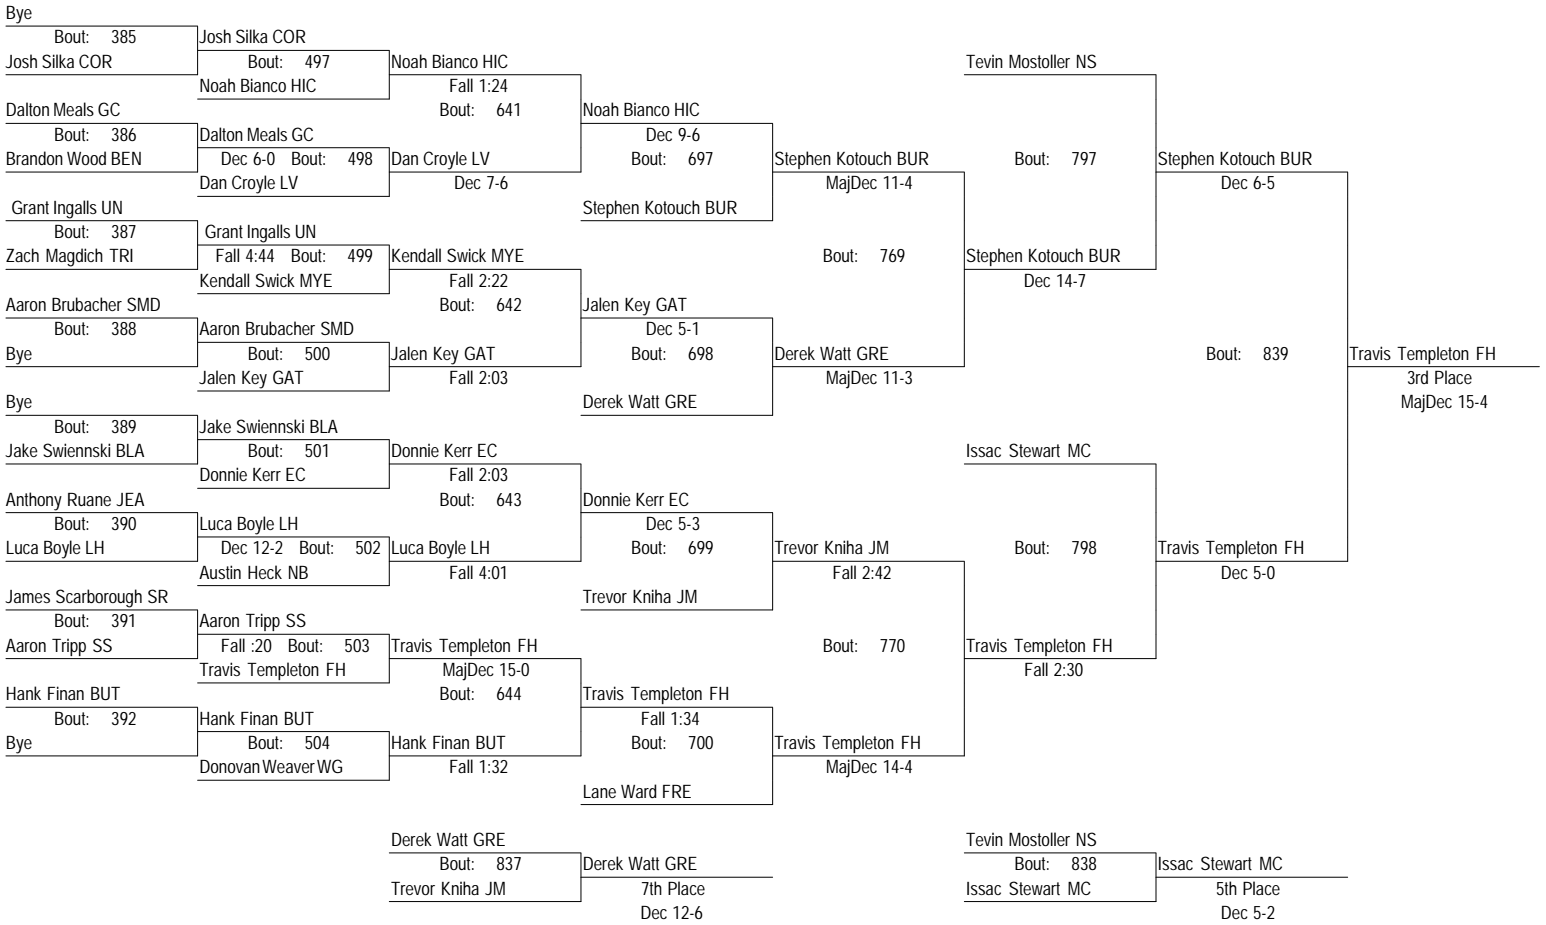 Bye
Bout: 385 Josh Silka COR
Josh Silka COR Bout: 497 Noah Bianco HIC Tevin Mostoller NS
Noah Bianco HIC Fall 1:24
Dalton Meals GC Bout: 641 Noah Bianco HIC
Bout: 386 Dalton Meals GC Dec 9-6
Brandon Wood BEN Dec 6-0 Bout: 498 Dan Croyle LV Bout: 697 Stephen Kotouch BUR Bout: 797 Stephen Kotouch BUR
Dan Croyle LV Dec 7-6 MajDec 11-4 Dec 6-5
Grant Ingalls UN Stephen Kotouch BUR
Bout: 387 Grant Ingalls UN
Zach Magdich TRI Fall 4:44 Bout: 499 Kendall Swick MYE Bout: 769 Stephen Kotouch BUR
Kendall Swick MYE Fall 2:22 Dec 14-7
Aaron Brubacher SMD Bout: 642 Jalen Key GAT
Bout: 388 Aaron Brubacher SMD Dec 5-1
Bye Bout: 500 Jalen Key GAT Bout: 698 Derek Watt GRE Bout: 839 Travis Templeton FH
Jalen Key GAT Fall 2:03 MajDec 11-3 3rd Place
Bye Derek Watt GRE MajDec 15-4
Bout: 389 Jake Swiennski BLA
Jake Swiennski BLA Bout: 501 Donnie Kerr EC Issac Stewart MC
Donnie Kerr EC Fall 2:03
Anthony Ruane JEA Bout: 643 Donnie Kerr EC
Bout: 390 Luca Boyle LH Dec 5-3
Luca Boyle LH Dec 12-2 Bout: 502 Luca Boyle LH Bout: 699 Trevor Kniha JM Bout: 798 Travis Templeton FH
Austin Heck NB Fall 4:01 Fall 2:42 Dec 5-0
James Scarborough SR Trevor Kniha JM
Bout: 391 Aaron Tripp SS
Aaron Tripp SS Fall :20 Bout: 503 Travis Templeton FH Bout: 770 Travis Templeton FH
Travis Templeton FH MajDec 15-0 Fall 2:30
Hank Finan BUT Bout: 644 Travis Templeton FH
Bout: 392 Hank Finan BUT Fall 1:34
Bye Bout: 504 Hank Finan BUT Bout: 700 Travis Templeton FH
Donovan Weaver WG Fall 1:32 MajDec 14-4
Lane Ward FRE
Derek Watt GRE Tevin Mostoller NS
Bout: 837 Derek Watt GRE Bout: 838 Issac Stewart MC
Trevor Kniha JM 7th Place Issac Stewart MC 5th Place
Dec 12-6 Dec 5-2